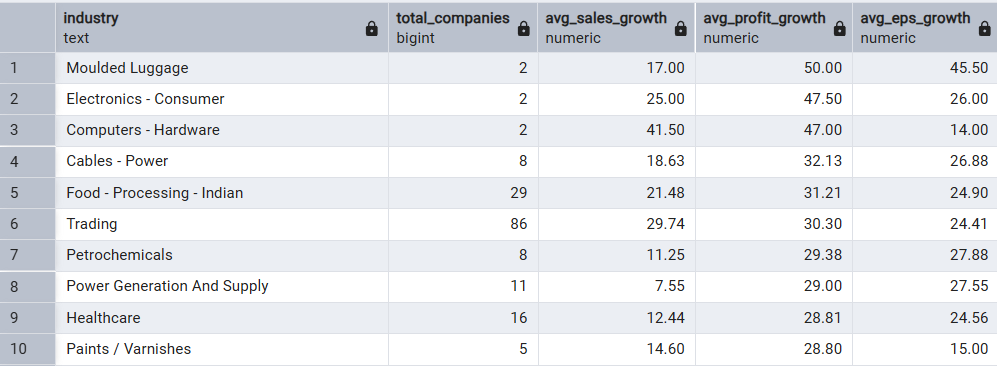 industry total_companies avg_sales_growth avg_profit_growth avg_eps_growth
text bigint numeric numeric numeric
1 Moulded Luggage 2 17.00 50.00 45.50
2 Electronics - Consumer 2 25.00 47.50 26.00
3 Computers - Hardware 2 41.50 47.00 14.00
4 Cables - Power 8 18.63 32.13 26.88
5 Food - Processing - Indian 29 21.48 31.21 24.90
6 Trading 86 29.74 30.30 24.41
7 Petrochemicals 8 11.25 29.38 27.88
8 Power Generation And Supply 11 7.55 29.00 27.55
9 Healthcare 16 12.44 28.81 24.56
10 Paints / Varnishes 5 14.60 28.80 15.00